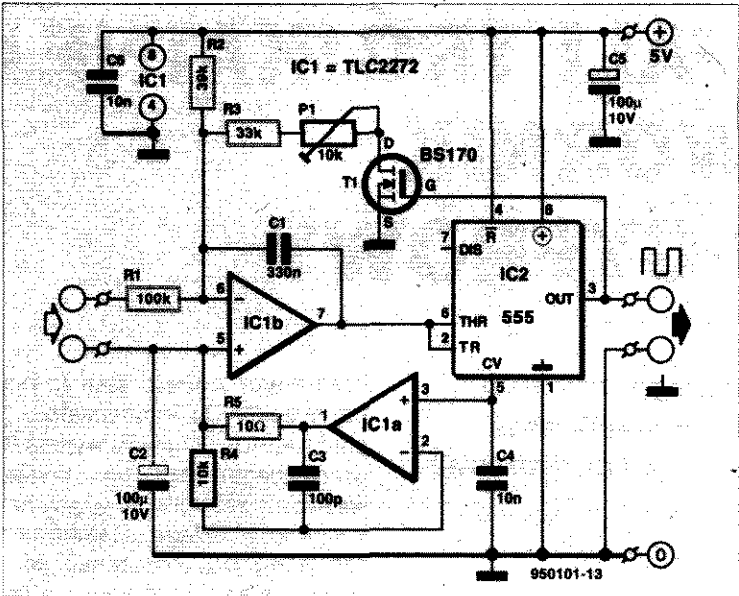 C6
10n
8
IC1
4
R2
IC1 = TLC2272
C5
100µ
10V
+
5V
R3
33k
P1
10k
D
BS170
T1
G
S
C1
330n
4
8
7
DIS
R
IC2
R1
100k
6
−
IC1b
7
5
+
6
THR
2
TR
555
OUT
3
CV
5
1
R5
10Ω
1
IC1a
+
3
−
2
C2
100µ
10V
R4
10k
C3
100p
C4
10n
0
950101-13